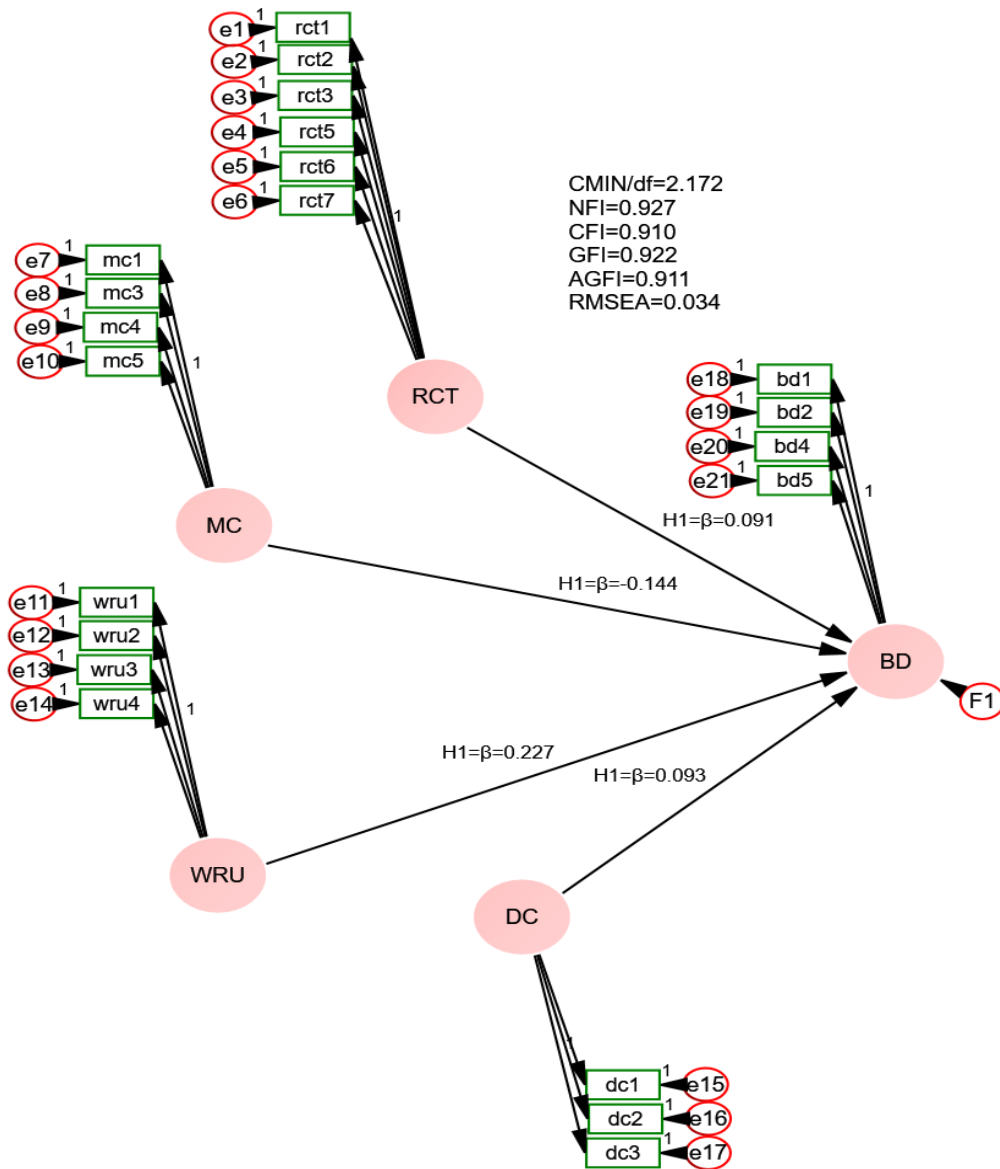 e1 1 rct1
e2 1 rct2
e3 1 rct3
e4 1 rct5
e5 1 rct6
e6 1 rct7
1
CMIN/df=2.172
NFI=0.927
CFI=0.910
GFI=0.922
AGFI=0.911
RMSEA=0.034
e7 1 mc1
e8 1 mc3
e9 1 mc4
e10 1 mc5
1
RCT
e18 1 bd1
e19 1 bd2
e20 1 bd4
e21 1 bd5
1
MC
H1=β=0.091
H1=β=-0.144
e11 1 wru1
e12 1 wru2
e13 1 wru3
e14 1 wru4
1
BD
F1
H1=β=0.227
H1=β=0.093
WRU
DC
1
dc1 1 e15
dc2 1 e16
dc3 1 e17